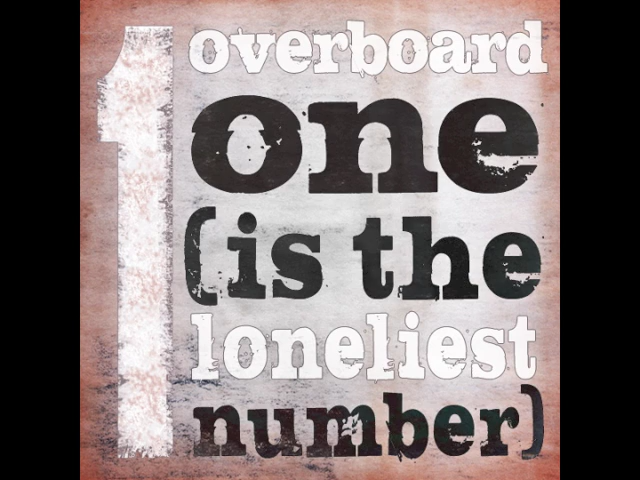 1
overboard
one
(is the
loneliest
number)